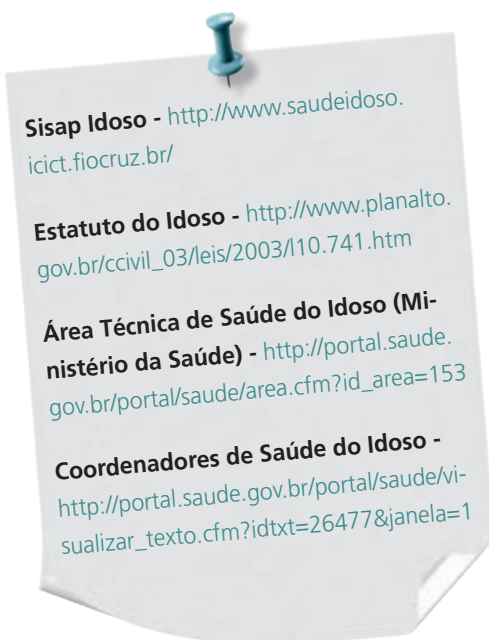 Sisap Idoso - http://www.saudeidoso.
icict.fiocruz.br/
Estatuto do Idoso - http://www.planalto.
gov.br/ccivil_03/leis/2003/l10.741.htm
Área Técnica de Saúde do Idoso (Mi-
nistério da Saúde) - http://portal.saude.
gov.br/portal/saude/area.cfm?id_area=153
Coordenadores de Saúde do Idoso -
http://portal.saude.gov.br/portal/saude/vi-
sualizar_texto.cfm?idtxt=26477&janela=1